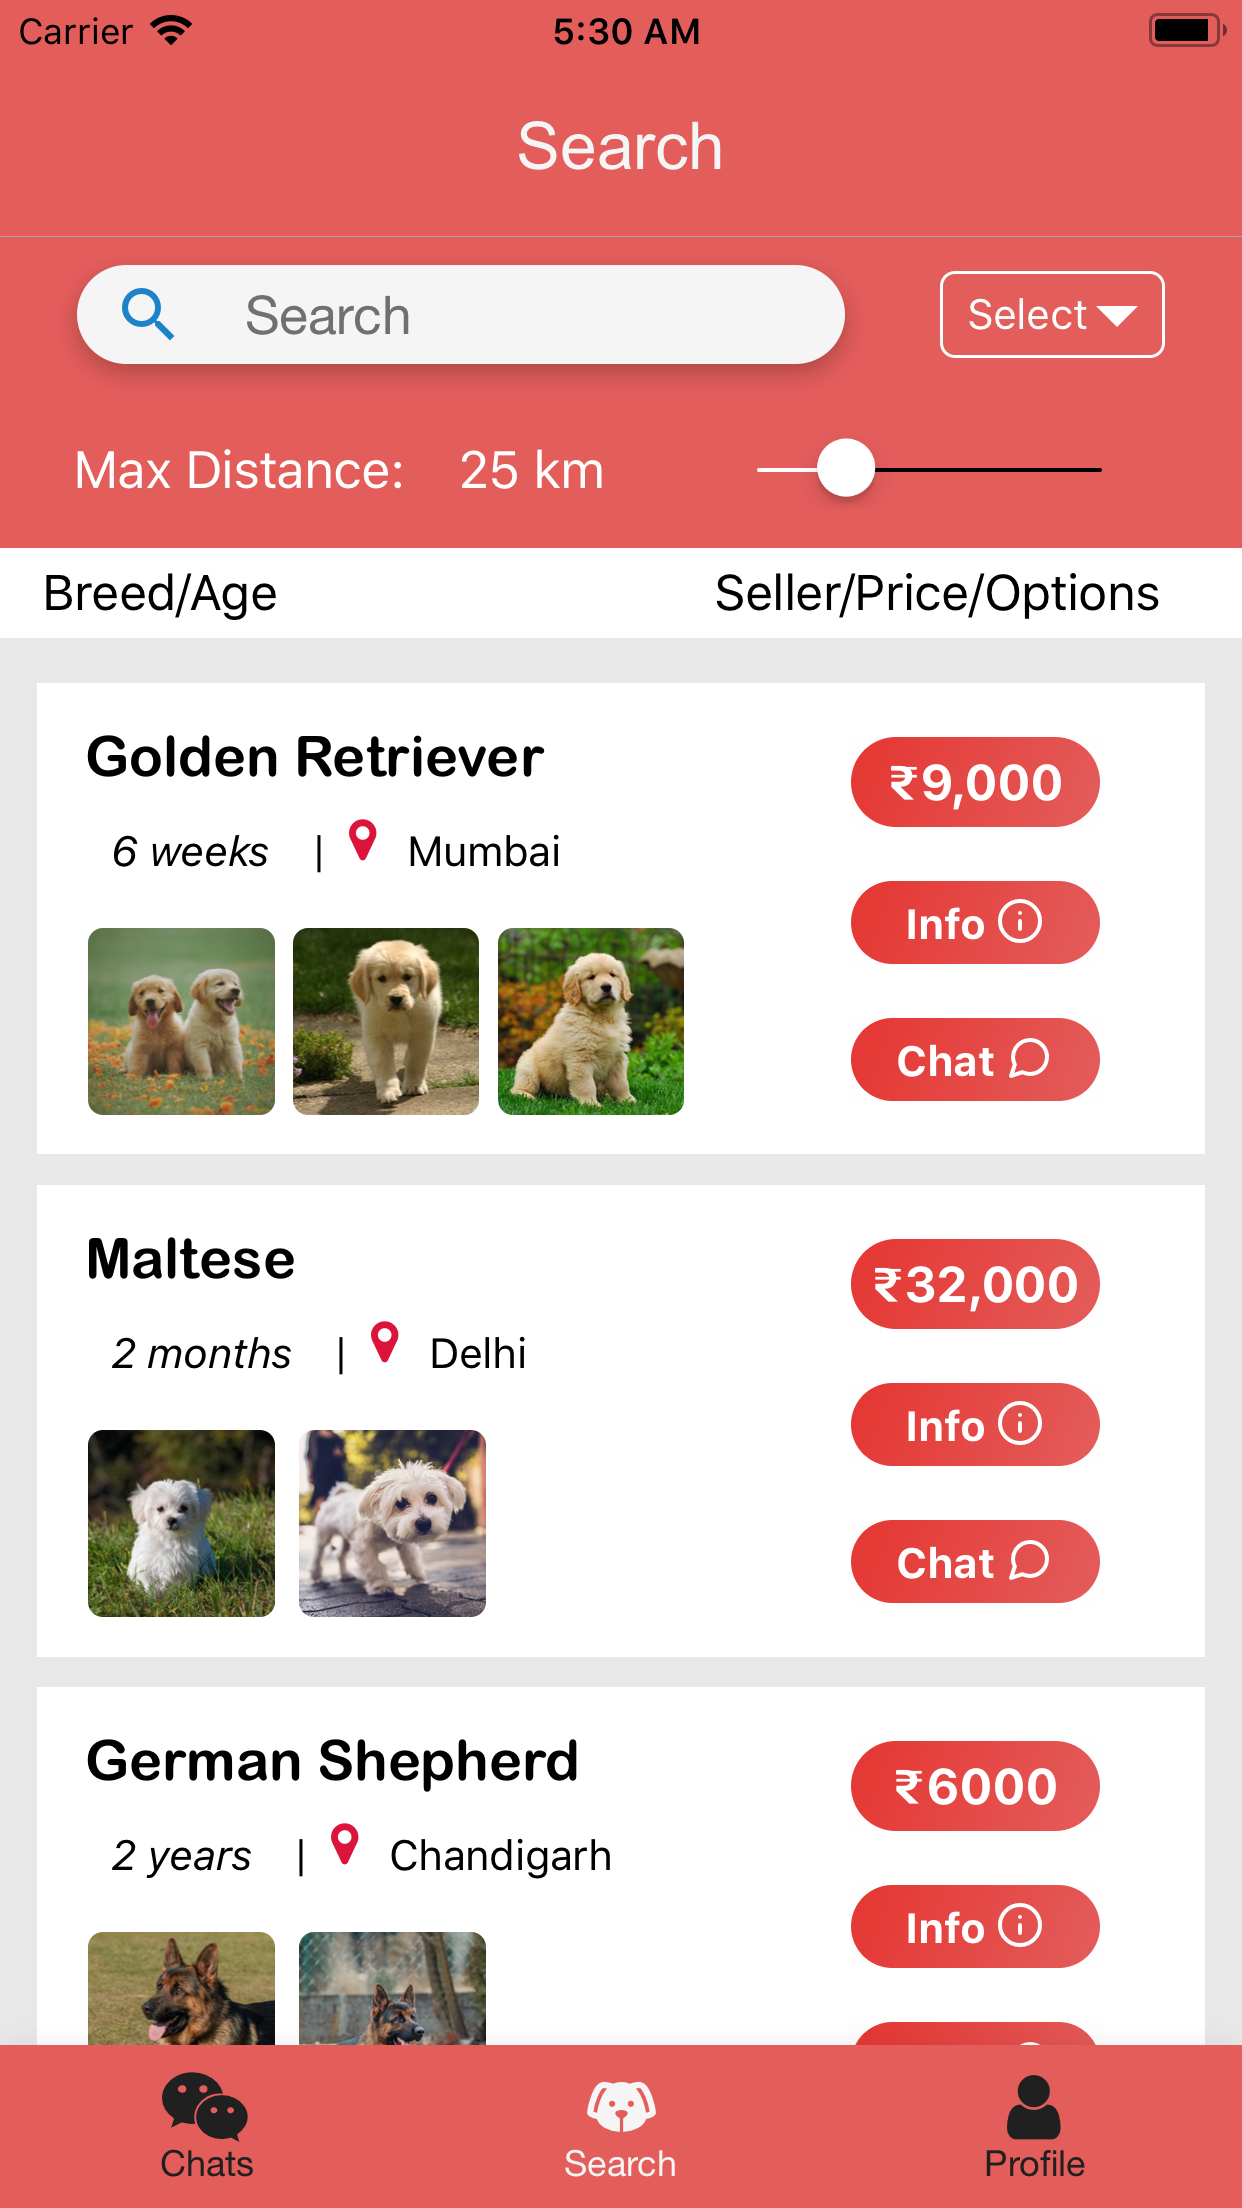 Carrier 5:30 AM
Search
Search Select
Max Distance: 25 km
Breed/Age Seller/Price/Options
Golden Retriever
₹9,000
6 weeks | Mumbai
Info
Chat
Maltese
₹32,000
2 months | Delhi
Info
Chat
German Shepherd
₹6000
2 years | Chandigarh
Info
Chats Search Profile